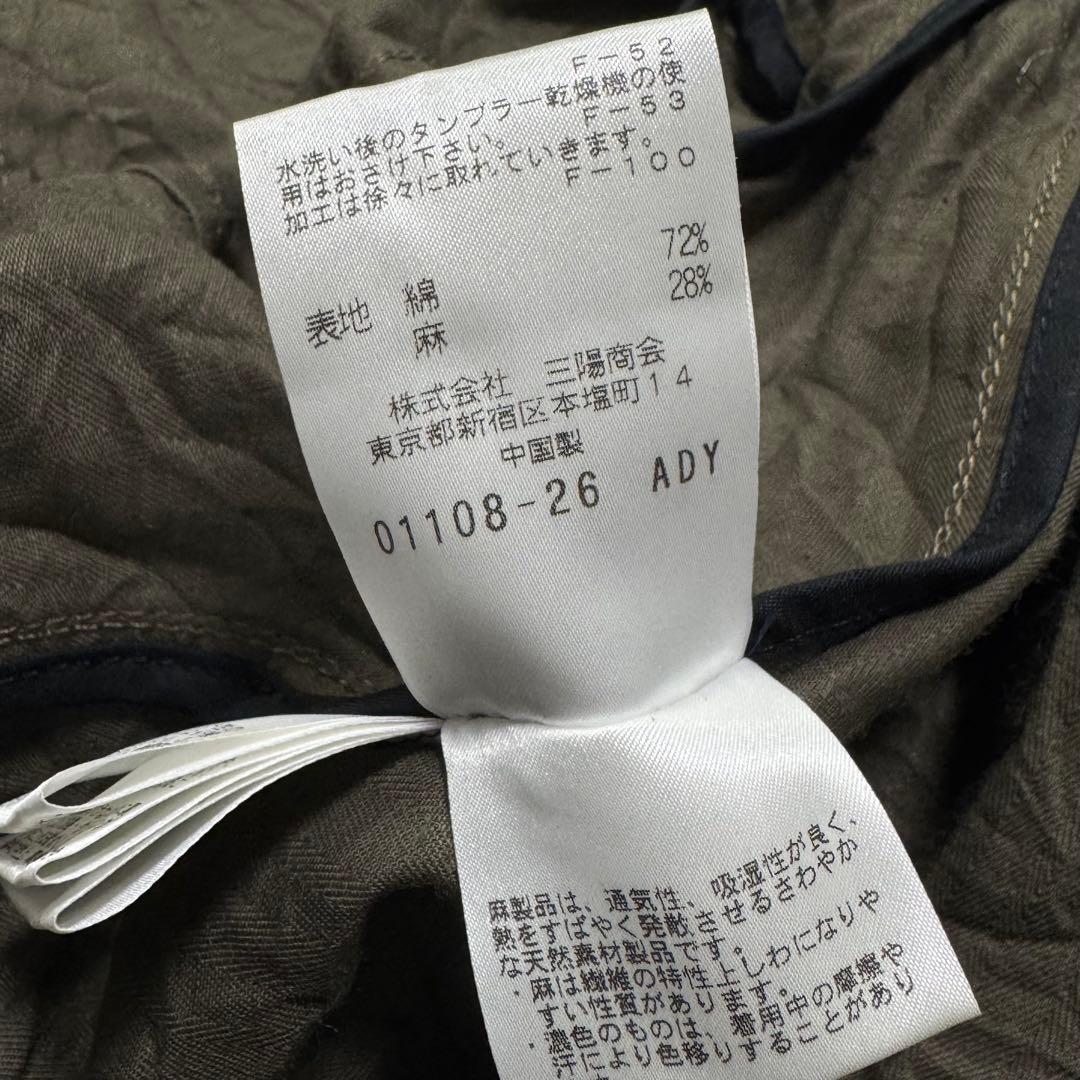 F-52
水洗い後のタンブラー乾燥機の使
用はおさけ下さい。 F-53
加工は徐々に取れていきます。
F-100
表地 綿 72%
麻 28%
株式会社 三陽商会
東京都新宿区本塩町14
中国製
01108-26 ADY
麻製品は、通気性、吸湿性が良く、
熱をすばやく発散させるさわやか
な天然素材製品です。
・麻は繊維の特性上しわになりや
すい性質があります。
・濃色のものは、着用中の摩擦や
汗により色移りすることがあり